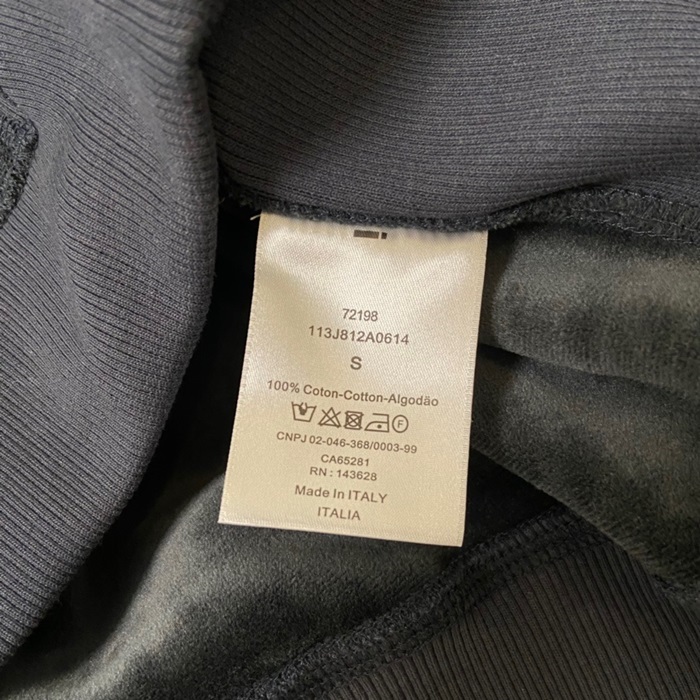 72198
113J812A0614
S
100% Coton-Cotton-Algodão
F
CNPJ 02-046-368/0003-99
CA65281
RN : 143628
Made In ITALY
ITALIA